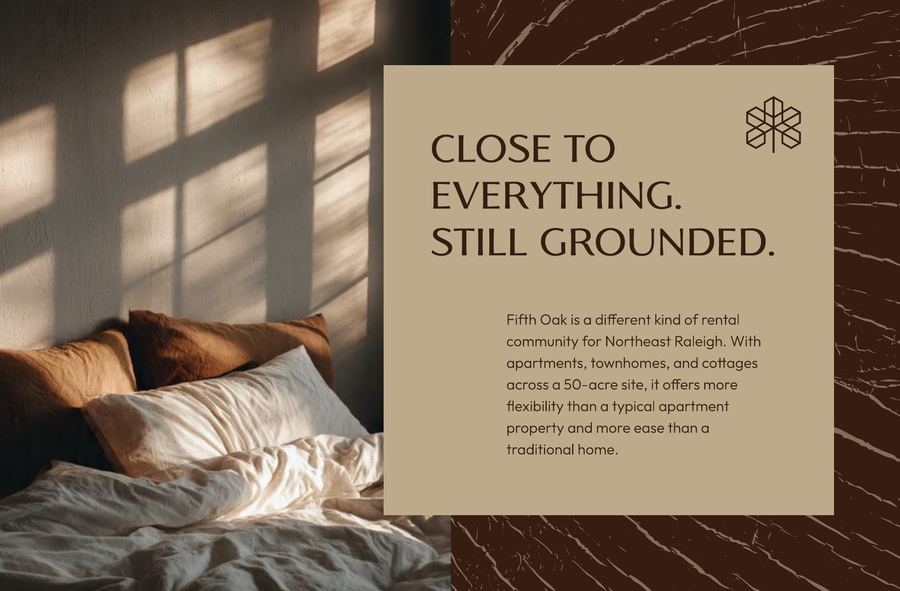 CLOSE TO
EVERYTHING.
STILL GROUNDED.
Fifth Oak is a different kind of rental
community for Northeast Raleigh. With
apartments, townhomes, and cottages
across a 50-acre site, it offers more
flexibility than a typical apartment
property and more ease than a
traditional home.